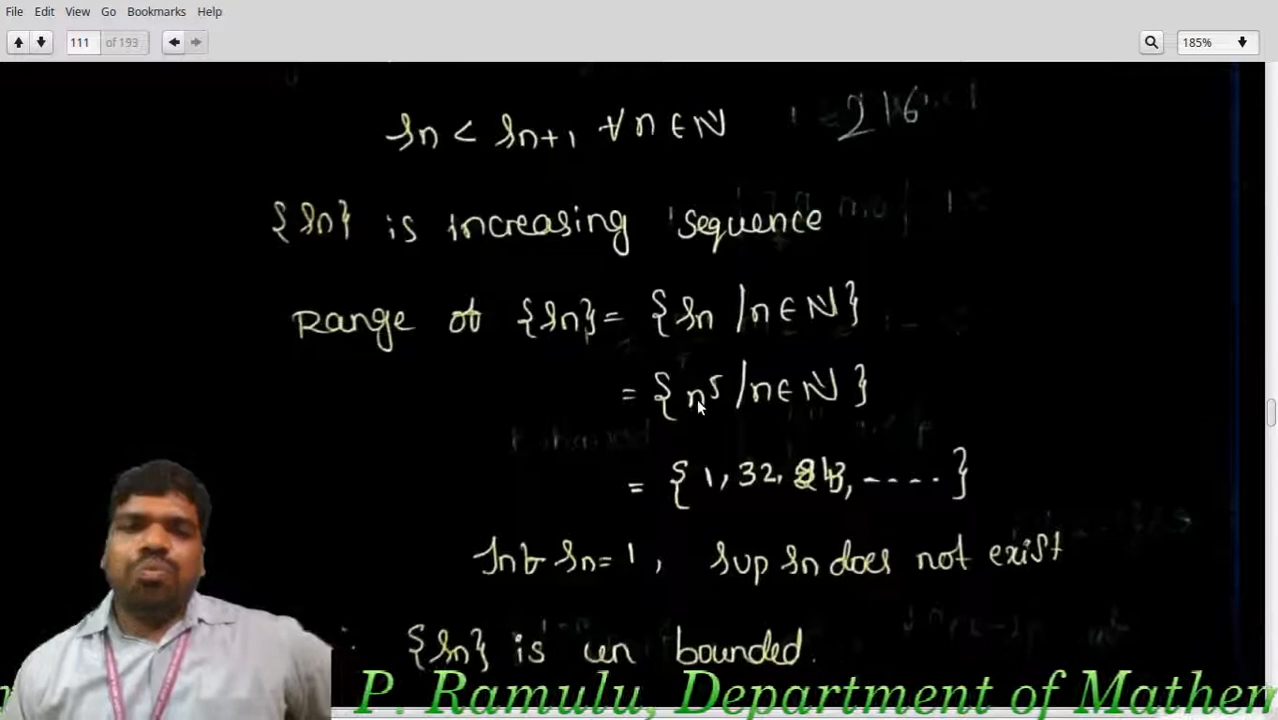 File Edit View Go Bookmarks Help
111 of 193 185%
Sn < Sn+1 ∀ n ∈ N
{Sn} is increasing sequence
Range of {Sn} = {Sn / n ∈ N}
= {n⁵ / n ∈ N}
= {1, 32, 243, -----}
Inf Sn = 1, Sup Sn does not exist
{Sn} is un bounded.
P. Ramulu, Department of Mathem